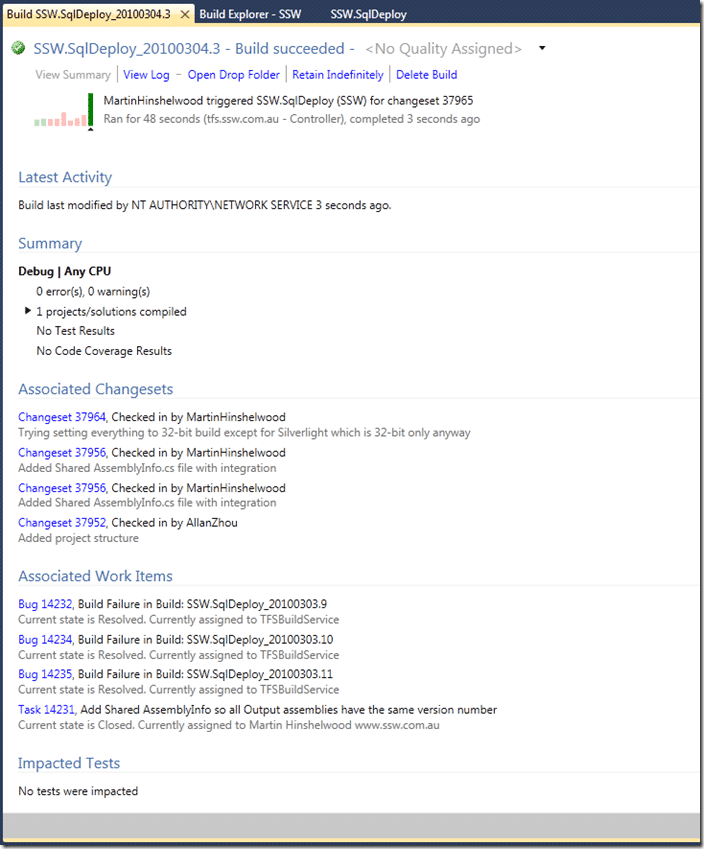 Build SSW.SqlDeploy_20100304.3 Build Explorer - SSW SSW.SqlDeploy
SSW.SqlDeploy_20100304.3 - Build succeeded - <No Quality Assigned>
View Summary | View Log - Open Drop Folder | Retain Indefinitely | Delete Build
MartinHinshelwood triggered SSW.SqlDeploy (SSW) for changeset 37965
Ran for 48 seconds (tfs.ssw.com.au - Controller), completed 3 seconds ago
Latest Activity
Build last modified by NT AUTHORITY\NETWORK SERVICE 3 seconds ago.
Summary
Debug | Any CPU
0 error(s), 0 warning(s)
1 projects/solutions compiled
No Test Results
No Code Coverage Results
Associated Changesets
Changeset 37964, Checked in by MartinHinshelwood
Trying setting everything to 32-bit build except for Silverlight which is 32-bit only anyway
Changeset 37956, Checked in by MartinHinshelwood
Added Shared AssemblyInfo.cs file with integration
Changeset 37956, Checked in by MartinHinshelwood
Added Shared AssemblyInfo.cs file with integration
Changeset 37952, Checked in by AllanZhou
Added project structure
Associated Work Items
Bug 14232, Build Failure in Build: SSW.SqlDeploy_20100303.9
Current state is Resolved. Currently assigned to TFSBuildService
Bug 14234, Build Failure in Build: SSW.SqlDeploy_20100303.10
Current state is Resolved. Currently assigned to TFSBuildService
Bug 14235, Build Failure in Build: SSW.SqlDeploy_20100303.11
Current state is Resolved. Currently assigned to TFSBuildService
Task 14231, Add Shared AssemblyInfo so all Output assemblies have the same version number
Current state is Closed. Currently assigned to Martin Hinshelwood www.ssw.com.au
Impacted Tests
No tests were impacted